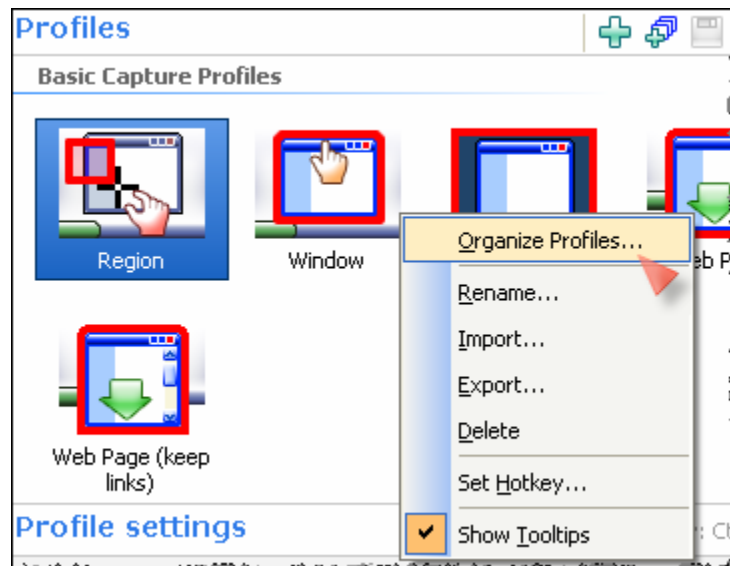 Profiles
Basic Capture Profiles
Region
Window
Organize Profiles...
Rename...
Import...
Export...
Delete
Set Hotkey...
Show Tooltips
Web Page (keep
links)
Profile settings